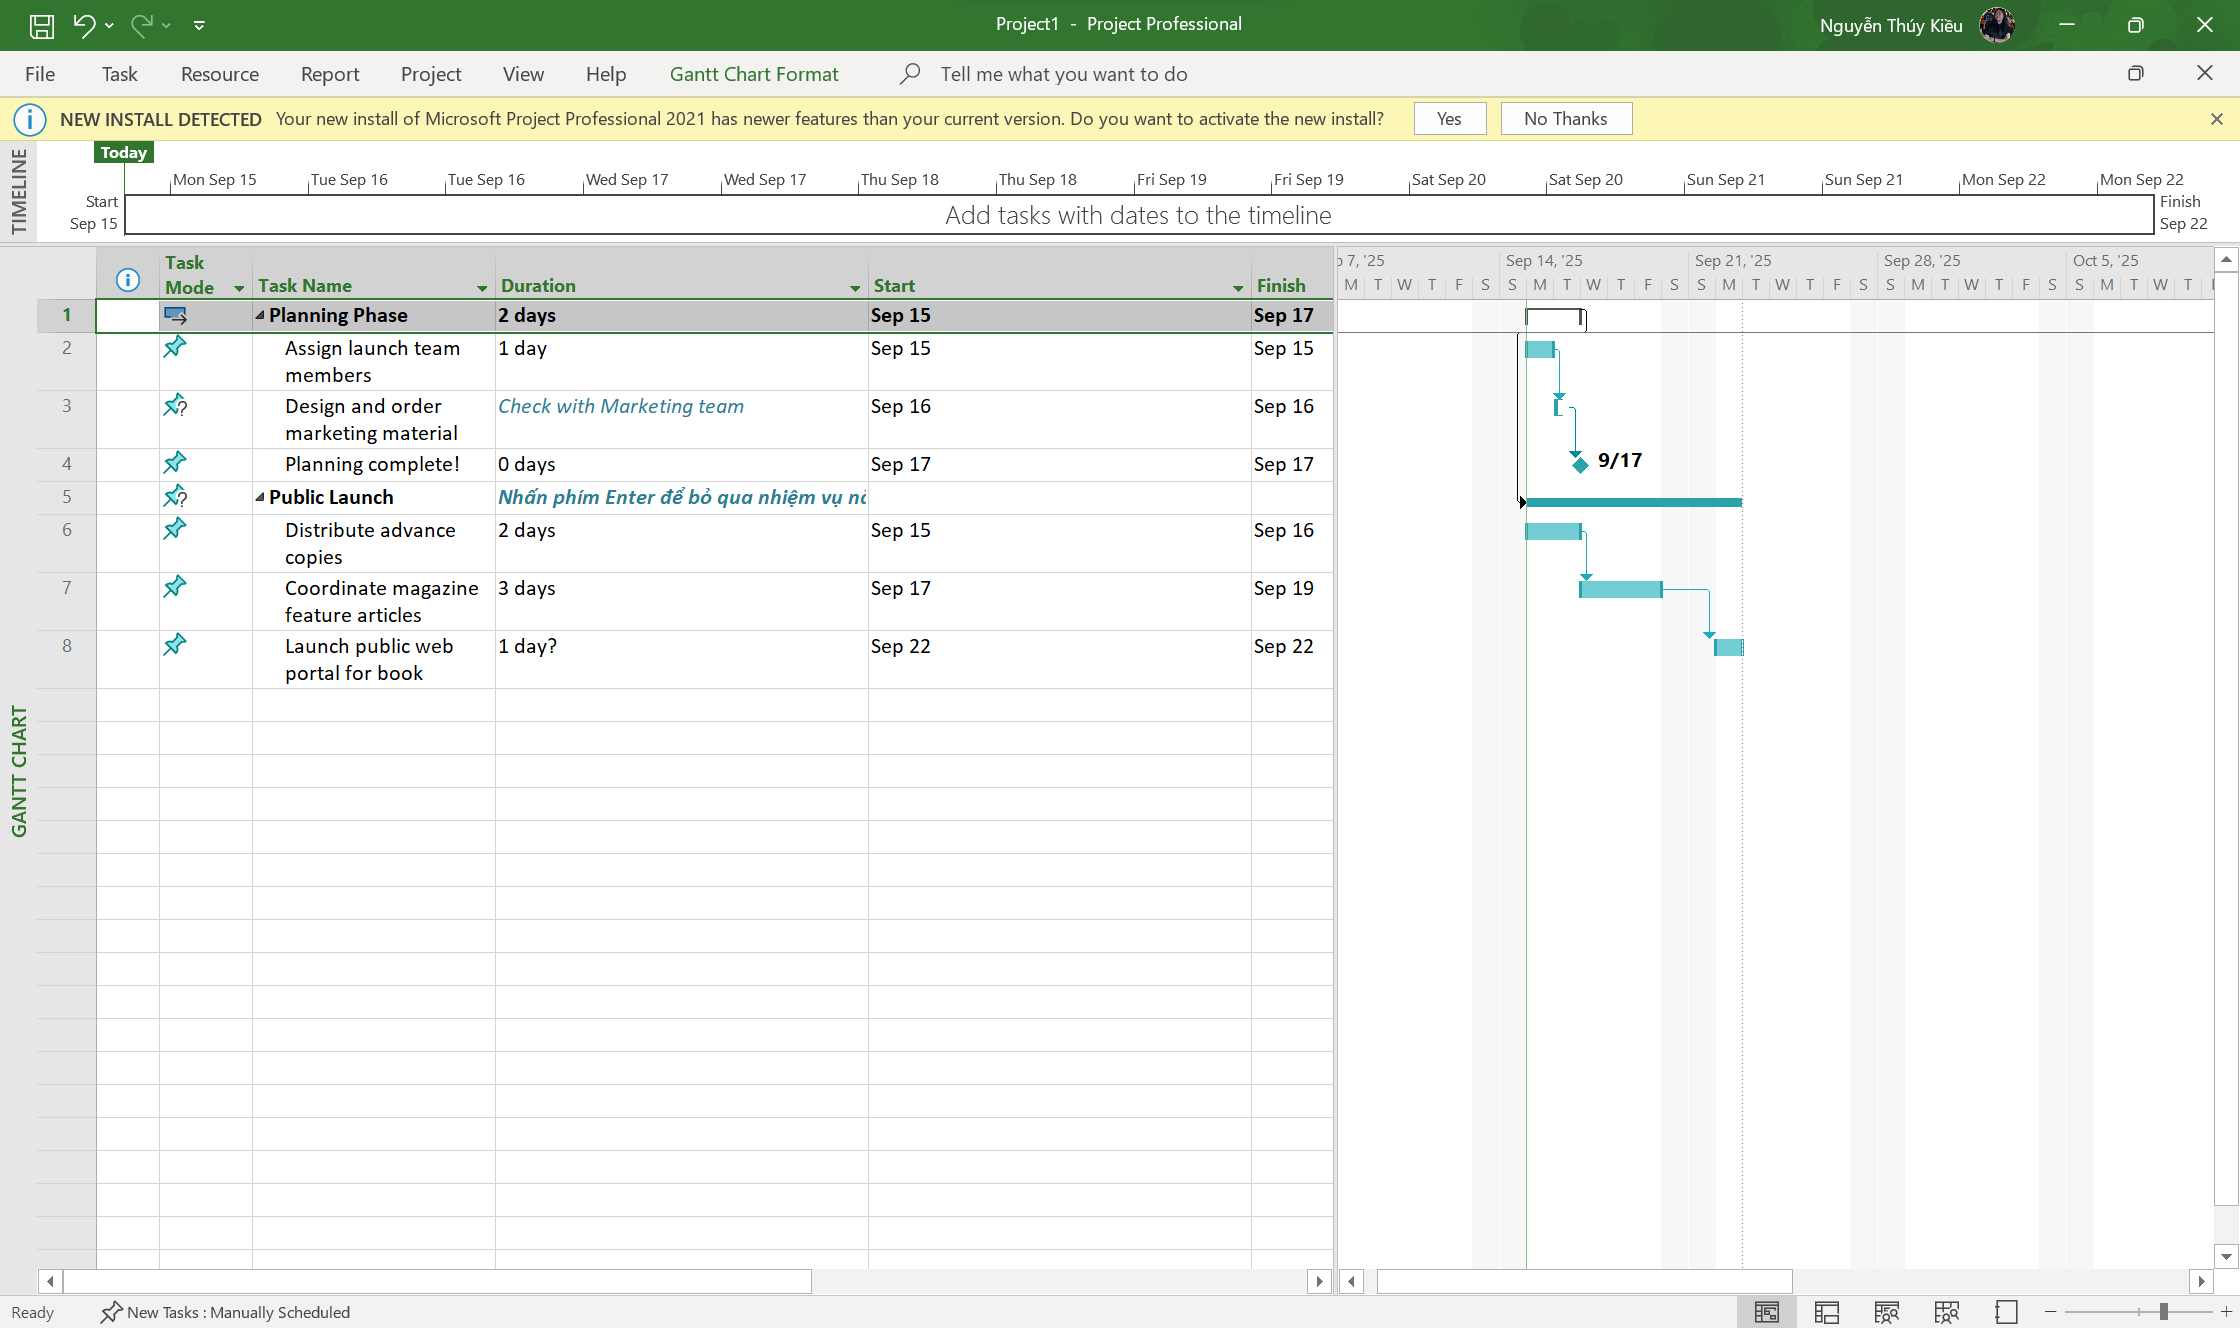 Project1 - Project Professional
Nguyễn Thúy Kiều
File Task Resource Report Project View Help Gantt Chart Format Tell me what you want to do
NEW INSTALL DETECTED Your new install of Microsoft Project Professional 2021 has newer features than your current version. Do you want to activate the new install? Yes No Thanks
TIMELINE
Today
Mon Sep 15 Tue Sep 16 Tue Sep 16 Wed Sep 17 Wed Sep 17 Thu Sep 18 Thu Sep 18 Fri Sep 19 Fri Sep 19 Sat Sep 20 Sat Sep 20 Sun Sep 21 Sun Sep 21 Mon Sep 22 Mon Sep 22
Start
Sep 15
Add tasks with dates to the timeline
Finish
Sep 22
GANTT CHART
Task
Mode Task Name Duration Start Finish
7, '25 Sep 14, '25 Sep 21, '25 Sep 28, '25 Oct 5, '25
M T W T F S S M T W T F S S M T W T F S S M T W T F S S M T W T
1 Planning Phase 2 days Sep 15 Sep 17
2 Assign launch team 1 day Sep 15 Sep 15
members
3 Design and order Check with Marketing team Sep 16 Sep 16
marketing material
4 Planning complete! 0 days Sep 17 Sep 17
9/17
5 Public Launch Nhấn phím Enter để bỏ qua nhiệm vụ
6 Distribute advance 2 days Sep 15 Sep 16
copies
7 Coordinate magazine 3 days Sep 17 Sep 19
feature articles
8 Launch public web 1 day? Sep 22 Sep 22
portal for book
Ready New Tasks : Manually Scheduled